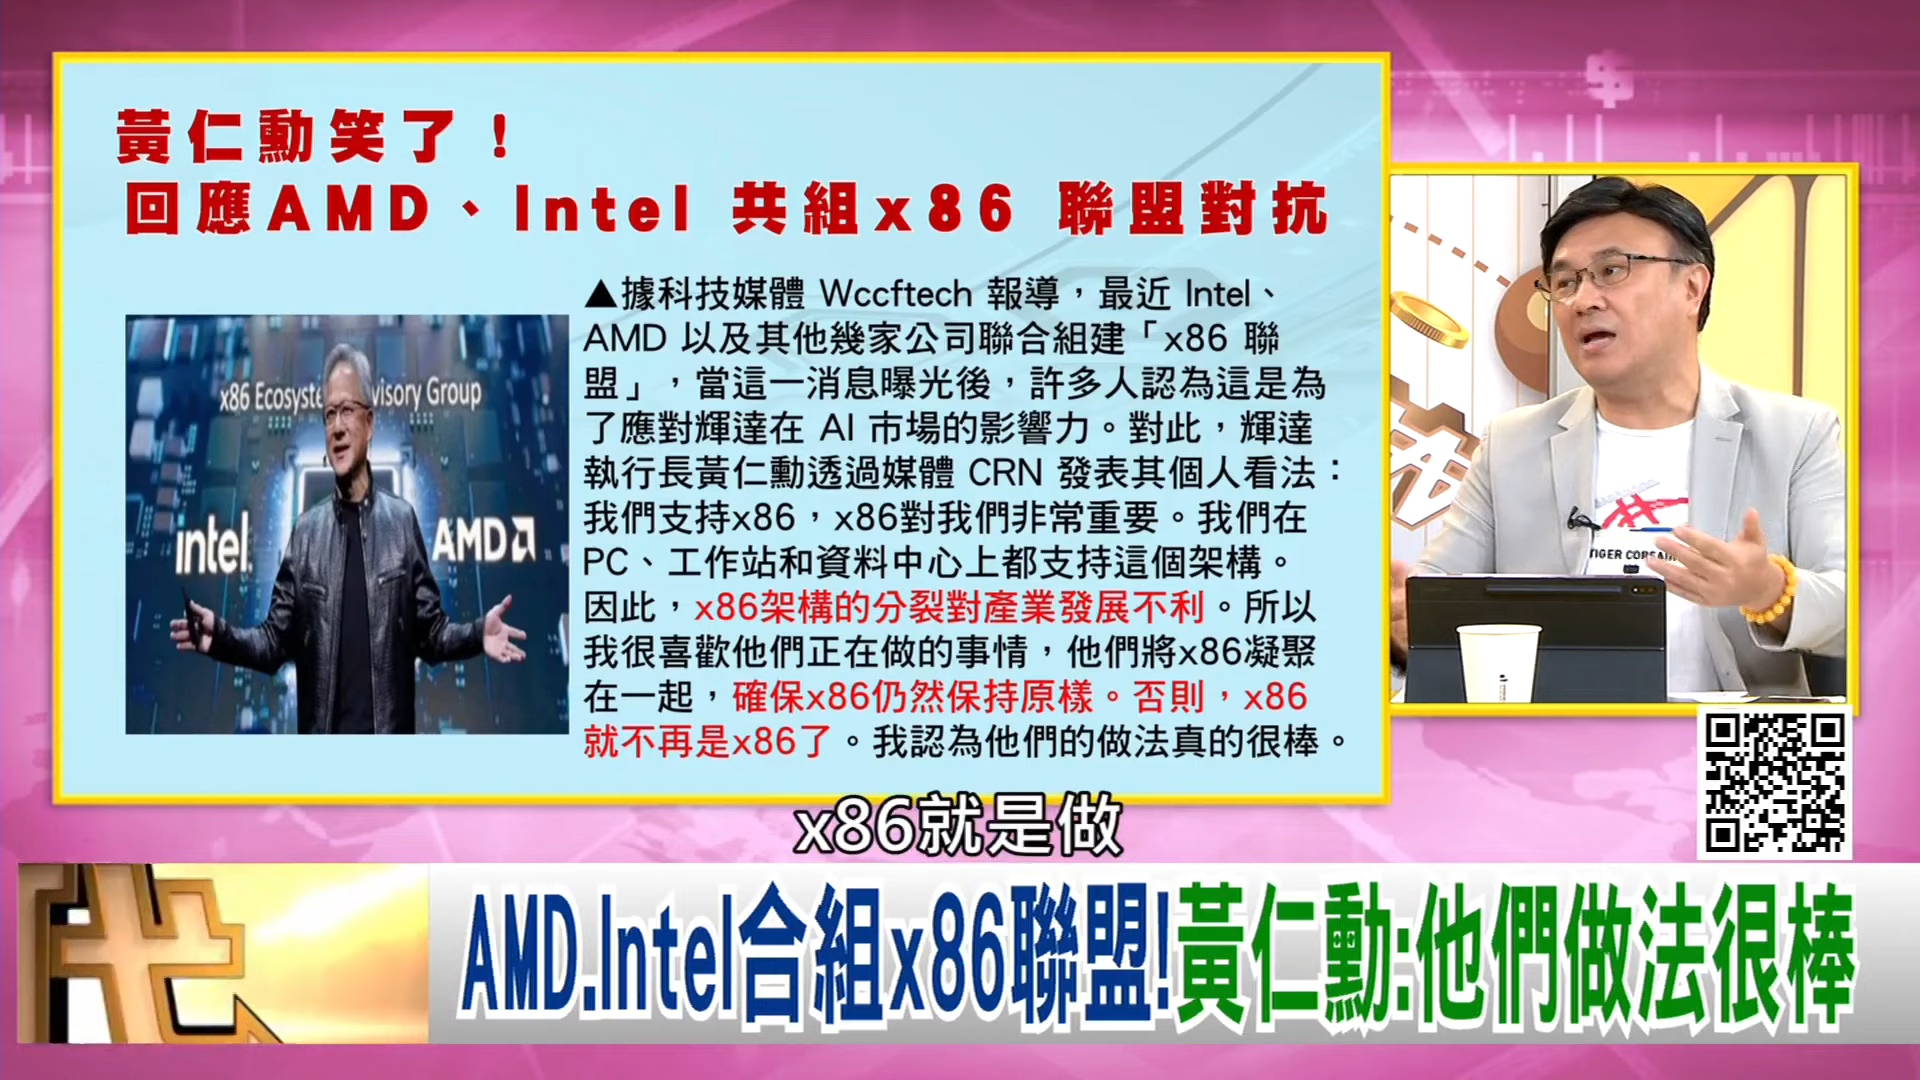 黃仁勳笑了！
回應AMD、Intel 共組x86 聯盟對抗
x86 Ecosyste visory Group
intel.
AMD
▲據科技媒體 Wccftech 報導，最近 Intel、
AMD 以及其他幾家公司聯合組建「x86 聯
盟」，當這一消息曝光後，許多人認為這是為
了應對輝達在 AI 市場的影響力。對此，輝達
執行長黃仁勳透過媒體 CRN 發表其個人看法：
我們支持x86，x86對我們非常重要。我們在
PC、工作站和資料中心上都支持這個架構。
因此，x86架構的分裂對產業發展不利。所以
我很喜歡他們正在做的事情，他們將x86凝聚
在一起，確保x86仍然保持原樣。否則，x86
就不再是x86了。我認為他們的做法真的很棒。
TIGER CORSAIR
x86就是做
AMD.Intel合組x86聯盟!黃仁勳:他們做法很棒